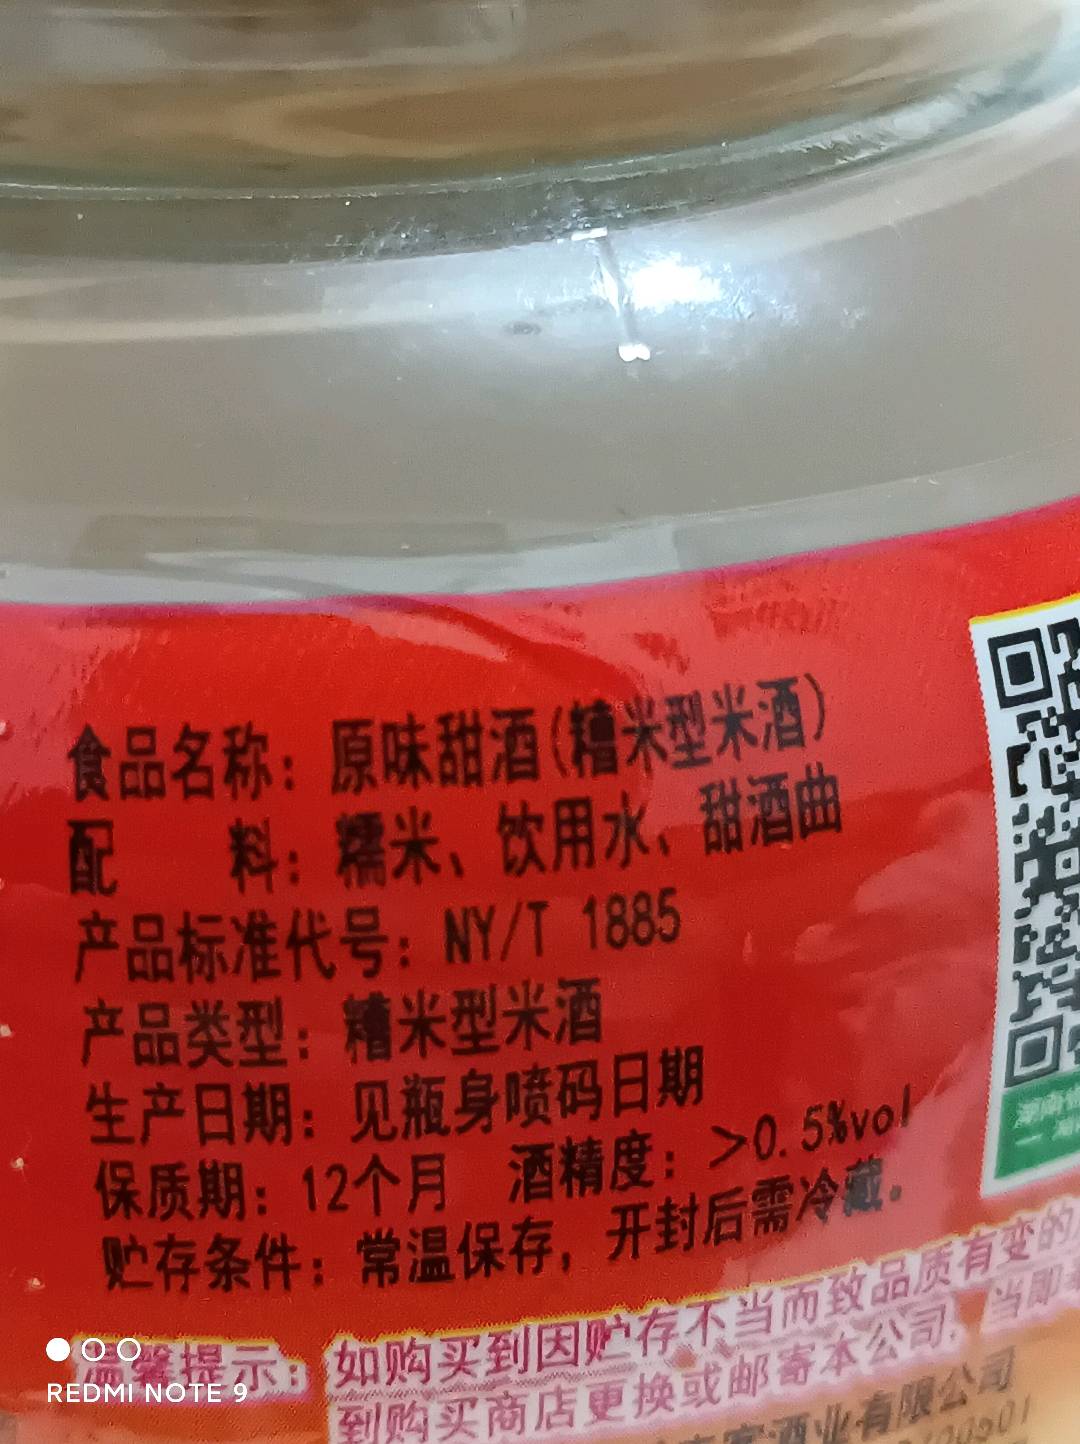 食品名称：原味甜酒(糟米型米酒)
配 料：糯米、饮用水、甜酒曲
产品标准代号：NY/T 1885
产品类型：糟米型米酒
生产日期：见瓶身喷码日期
保质期：12个月 酒精度：>0.5%vol
贮存条件：常温保存，开封后需冷藏。
温馨提示：如购买到因贮存不当而致品质有变的
到购买商店更换或邮寄本公司，当即
酒业有限公司
REDMI NOTE 9